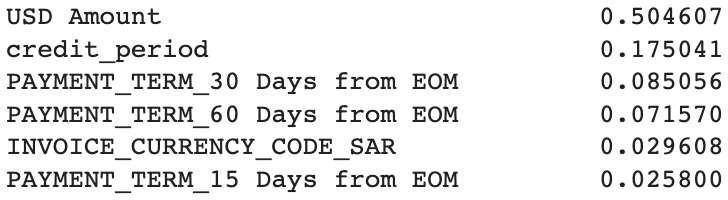 USD Amount 0.504607
credit_period 0.175041
PAYMENT_TERM_30 Days from EOM 0.085056
PAYMENT_TERM_60 Days from EOM 0.071570
INVOICE_CURRENCY_CODE_SAR 0.029608
PAYMENT_TERM_15 Days from EOM 0.025800